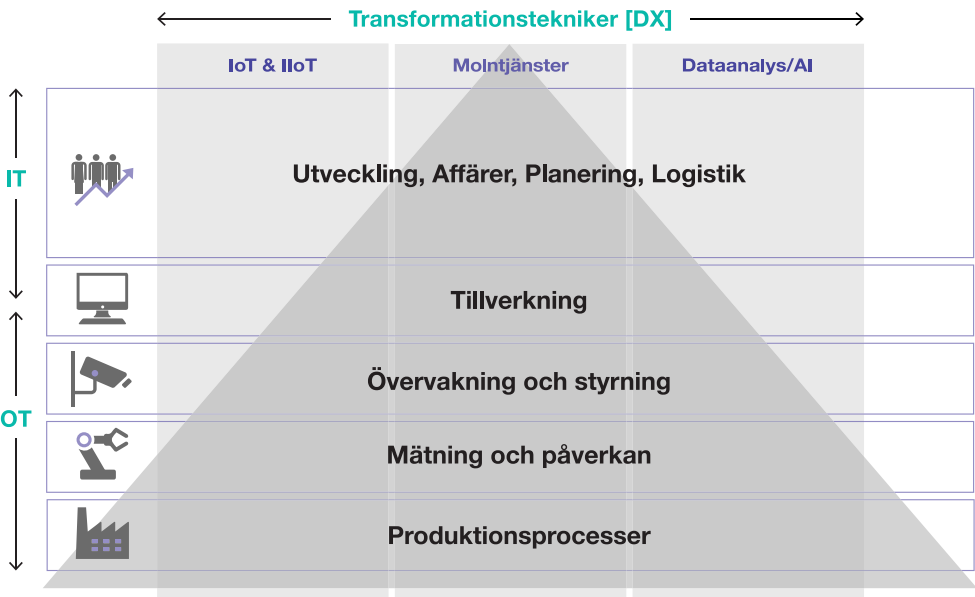 Transformationstekniker [DX]
IoT & IIoT
Molntjänster
Dataanalys/AI
IT
Utveckling, Affärer, Planering, Logistik
Tillverkning
OT
Övervakning och styrning
Mätning och påverkan
Produktionsprocesser